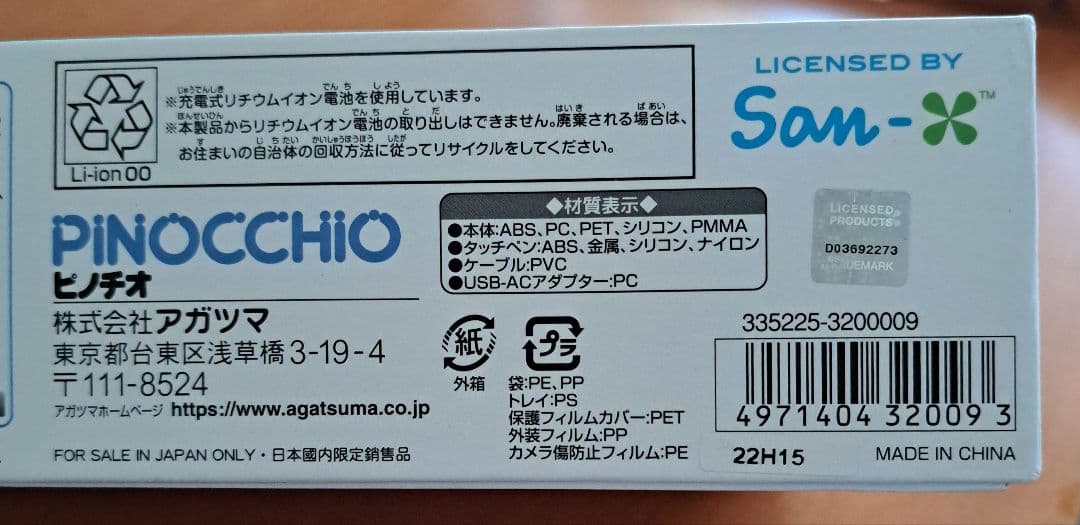 ※充電式リチウムイオン電池を使用しています。
※本製品からリチウムイオン電池の取り出しはできません。廃棄される場合は、
お住まいの自治体の回収方法に従ってリサイクルをしてください。
Li-ion 00
LICENSED BY
San-X™
PiNOCCHiO
ピノチオ
株式会社アガツマ
東京都台東区浅草橋3-19-4
〒111-8524
アガツマホームページ https://www.agatsuma.co.jp
FOR SALE IN JAPAN ONLY・日本國内限定銷售品
◆材質表示◆
●本体:ABS、PC、PET、シリコン、PMMA
●タッチペン:ABS、金属、シリコン、ナイロン
●ケーブル:PVC
●USB-ACアダプター:PC
紙
外箱
プラ
袋:PE、PP
トレイ:PS
保護フィルムカバー:PET
外装フィルム:PP
カメラ傷防止フィルム:PE
LICENSED
PRODUCTS
D03692273
TRADEMARK
335225-3200009
4971404 320093
22H15
MADE IN CHINA